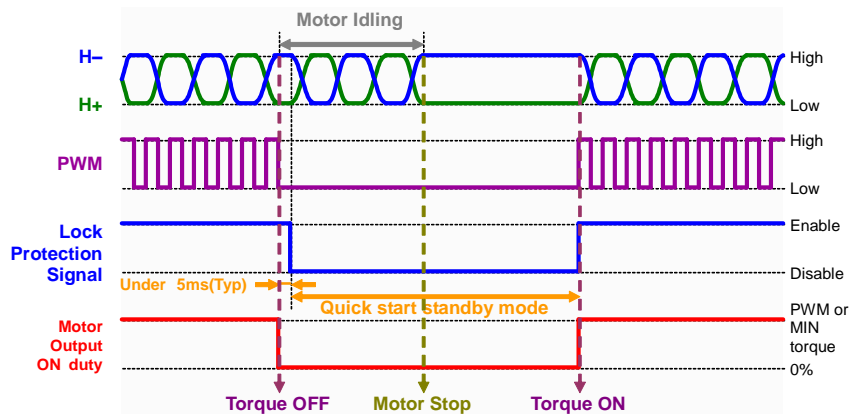 Motor Idling
H−
High
H+
Low
High
PWM
Low
Lock
Protection
Signal
Enable
Disable
Under 5ms(Typ)
Quick start standby mode
PWM or
MIN
torque
Motor
Output
ON duty
0%
Torque OFF
Motor Stop
Torque ON